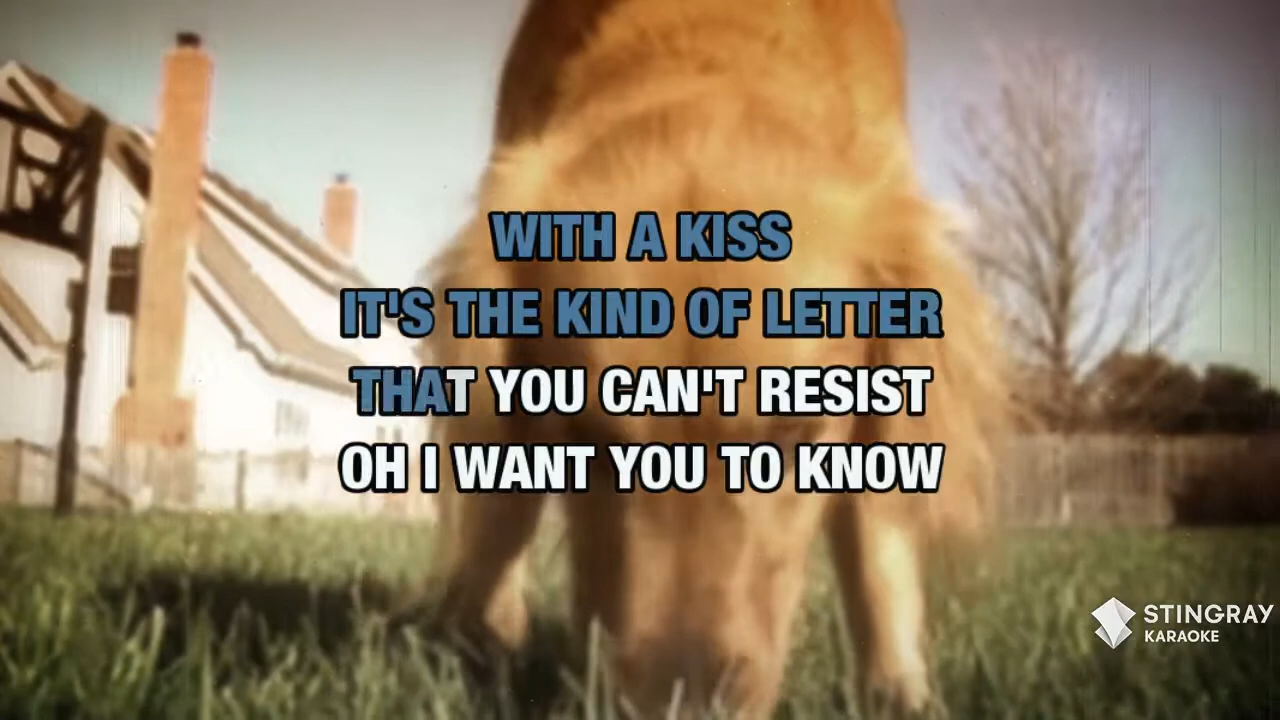 WITH A KISS
IT'S THE KIND OF LETTER
THAT YOU CAN'T RESIST
OH I WANT YOU TO KNOW
STINGRAY
KARAOKE